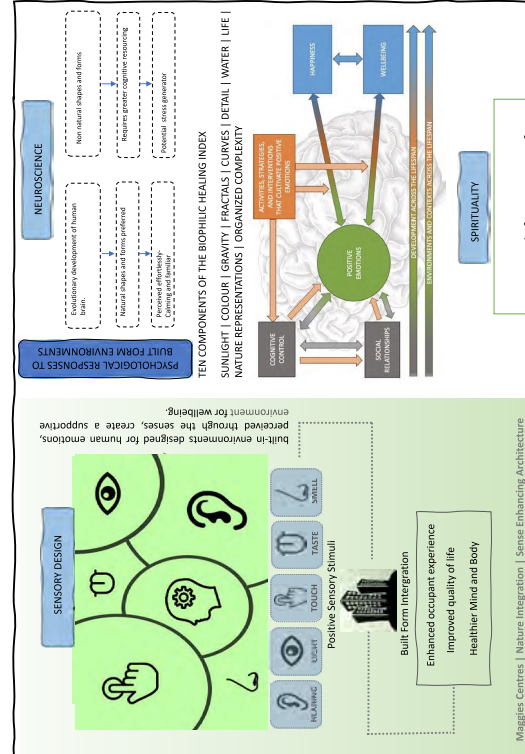 SENSORY DESIGN
built-in environments designed for human emotions,
perceived through the senses, create a supportive
environment for wellbeing.
HEARING
SIGHT
TOUCH
TASTE
SMELL
Positive Sensory Stimuli
Built Form Intergration
Enhanced occupant experience
Improved quality of life
Healthier Mind and Body
Maggies Centres | Nature Integration | Sense Enhancing Architecture
NEUROSCIENCE
PSYCHOLOGICAL RESPONSES TO
BUILT FORM ENVIRONMENTS
Evolutionary development of human
brain.
Natural shapes and forms preferred
Perceived effortlessly-
Calming and familiar
Non natural shapes and forms
Requires greater cognitive resourcing
Potential stress generator
TEN COMPONENTS OF THE BIOPHILIC HEALING INDEX
SUNLIGHT | COLOUR | GRAVITY | FRACTALS | CURVES | DETAIL | WATER | LIFE |
NATURE REPRESENTATIONS | ORGANIZED COMPLEXITY
COGNITIVE
CONTROL
SOCIAL
RELATIONSHIPS
ACTIVITIES, STRATEGIES,
AND INTERVENTIONS
THAT CULTIVATE POSITIVE
EMOTIONS
POSITIVE
EMOTIONS
HAPPINESS
WELLBEING
DEVELOPMENT ACROSS THE LIFESPAN
ENVIRONMENTS AND CONTEXTS ACROSS THE LIFESPAN
SPIRITUALITY